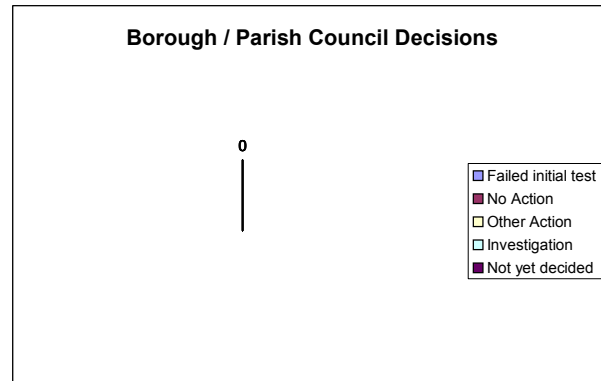 Borough / Parish Council Decisions
0
Failed initial test
No Action
Other Action
Investigation
Not yet decided